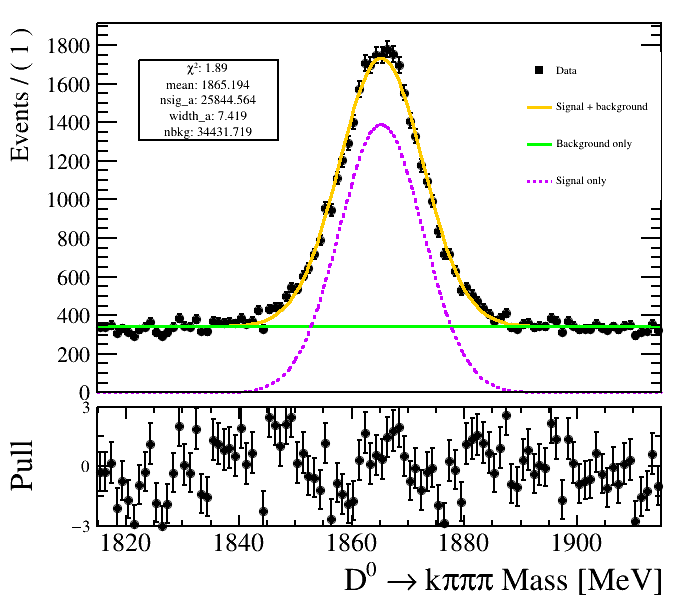 Events / ( 1 )
1800
1600
1400
1200
1000
800
600
400
200
0
χ²: 1.89
mean: 1865.194
nsig_a: 25844.564
width_a: 7.419
nbkg: 34431.719
Data
Signal + background
Background only
Signal only
Pull
3
0
−3
1820 1840 1860 1880 1900
D⁰ → kπππ Mass [MeV]